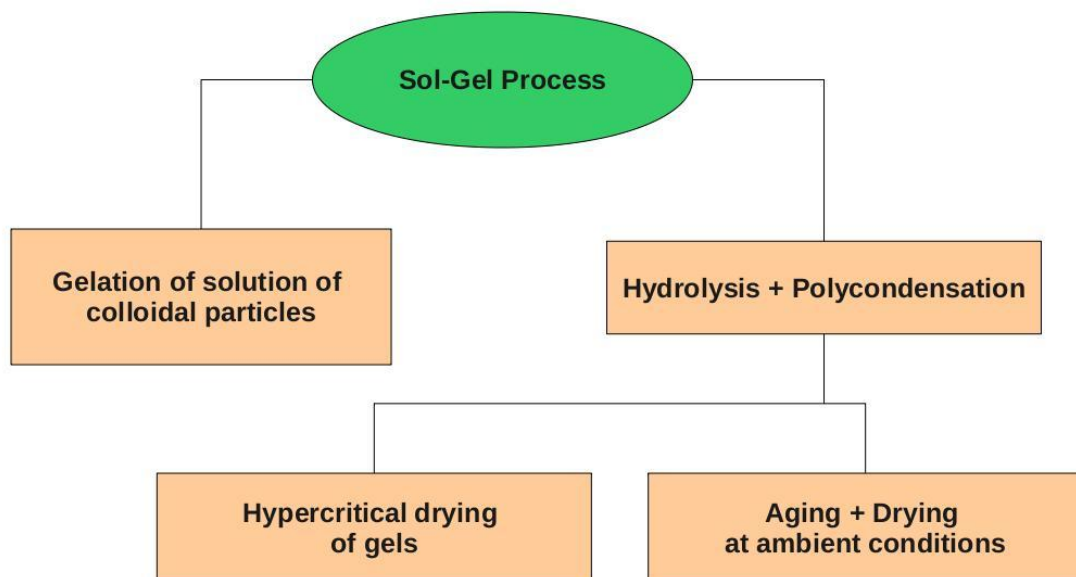 Sol-Gel Process
Gelation of solution of
colloidal particles
Hydrolysis + Polycondensation
Hypercritical drying
of gels
Aging + Drying
at ambient conditions